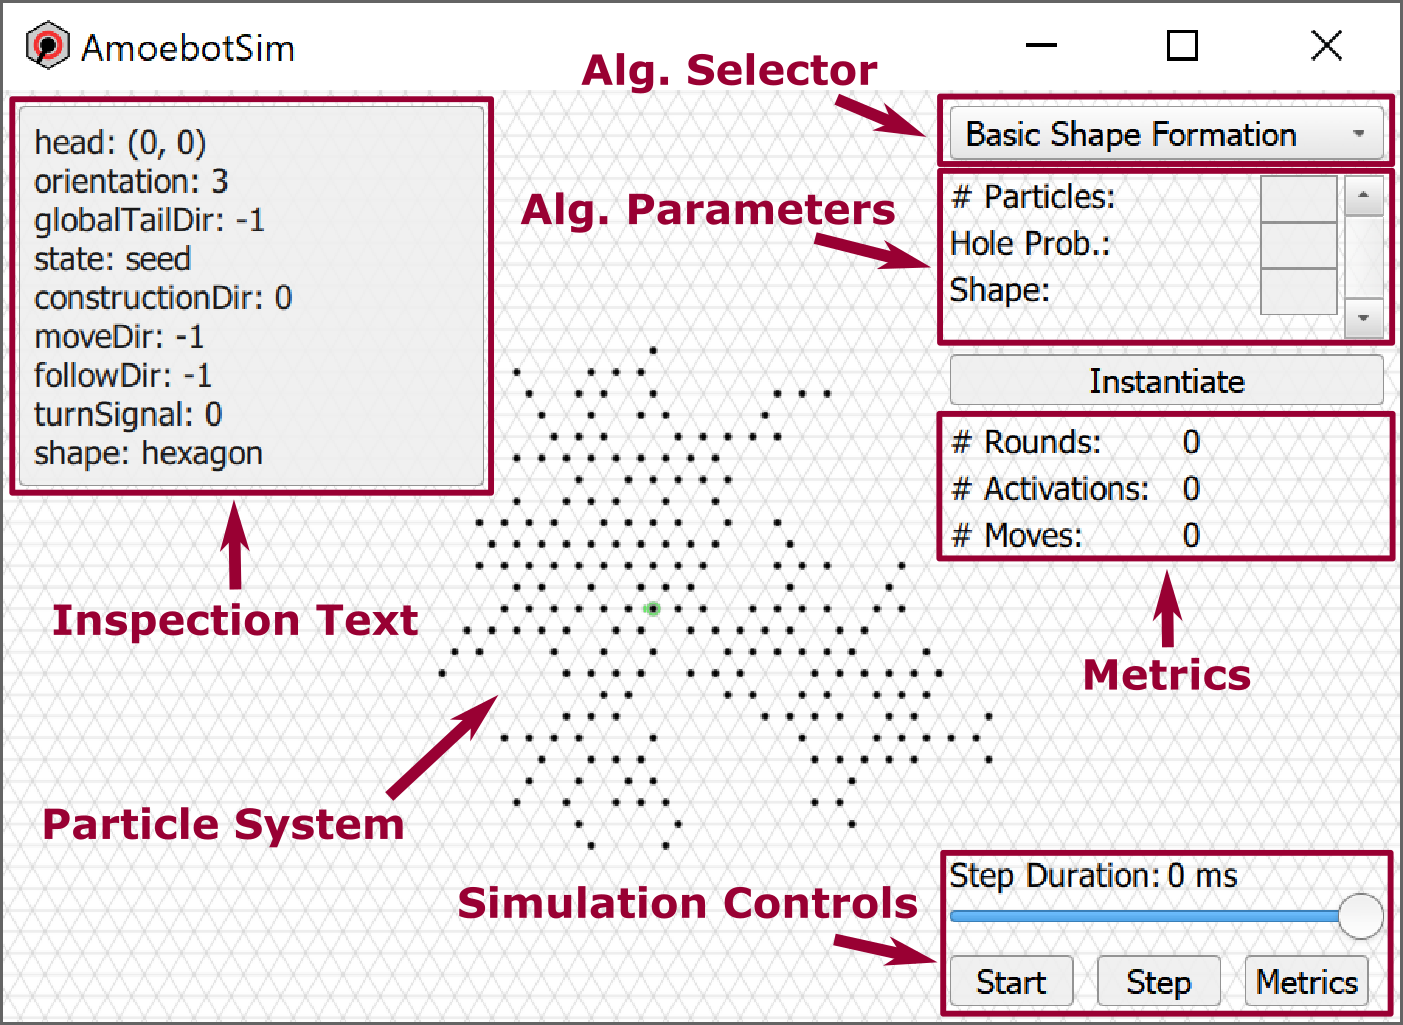 AmoebotSim
Alg. Selector
head: (0, 0)
orientation: 3
globalTailDir: -1
state: seed
constructionDir: 0
moveDir: -1
followDir: -1
turnSignal: 0
shape: hexagon
Basic Shape Formation
Alg. Parameters
# Particles:
Hole Prob.:
Shape:
Instantiate
# Rounds: 0
# Activations: 0
# Moves: 0
Inspection Text
Metrics
Particle System
Simulation Controls
Step Duration: 0 ms
Start Step Metrics